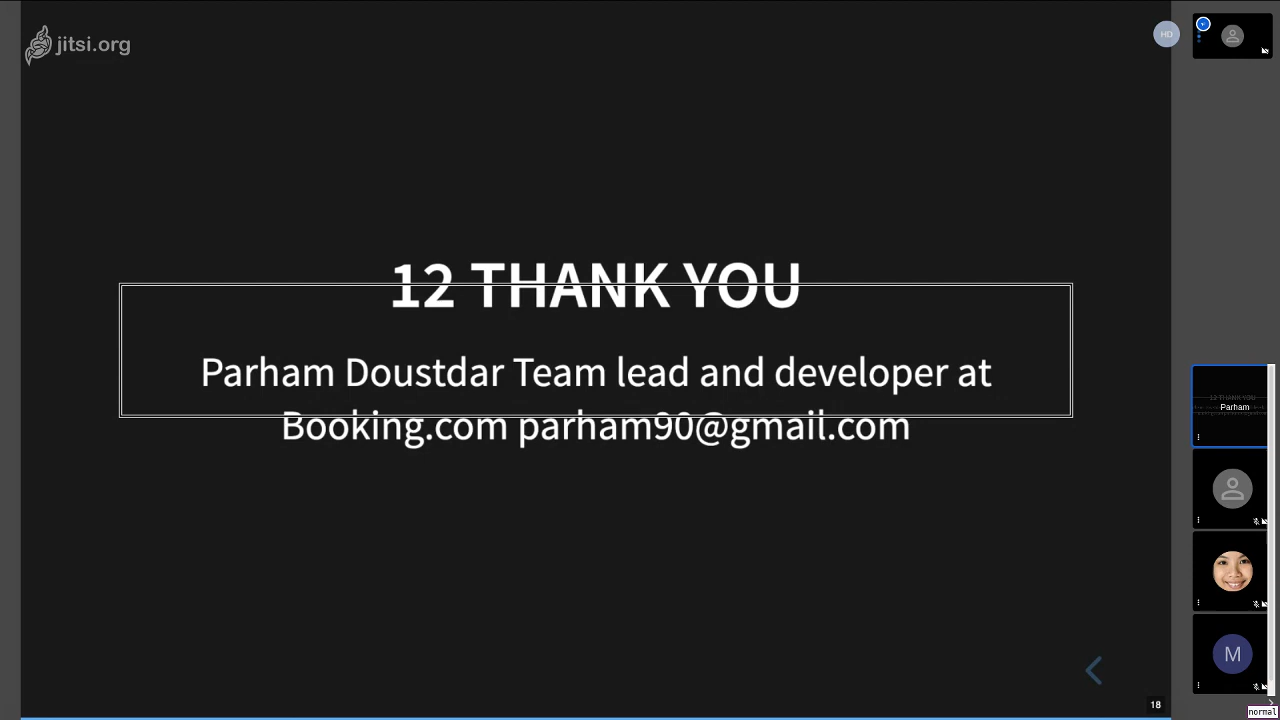 jitsi.org
HD
12 THANK YOU
Parham Doustdar Team lead and developer at
Booking.com parham90@gmail.com
Parham
M
18
normal